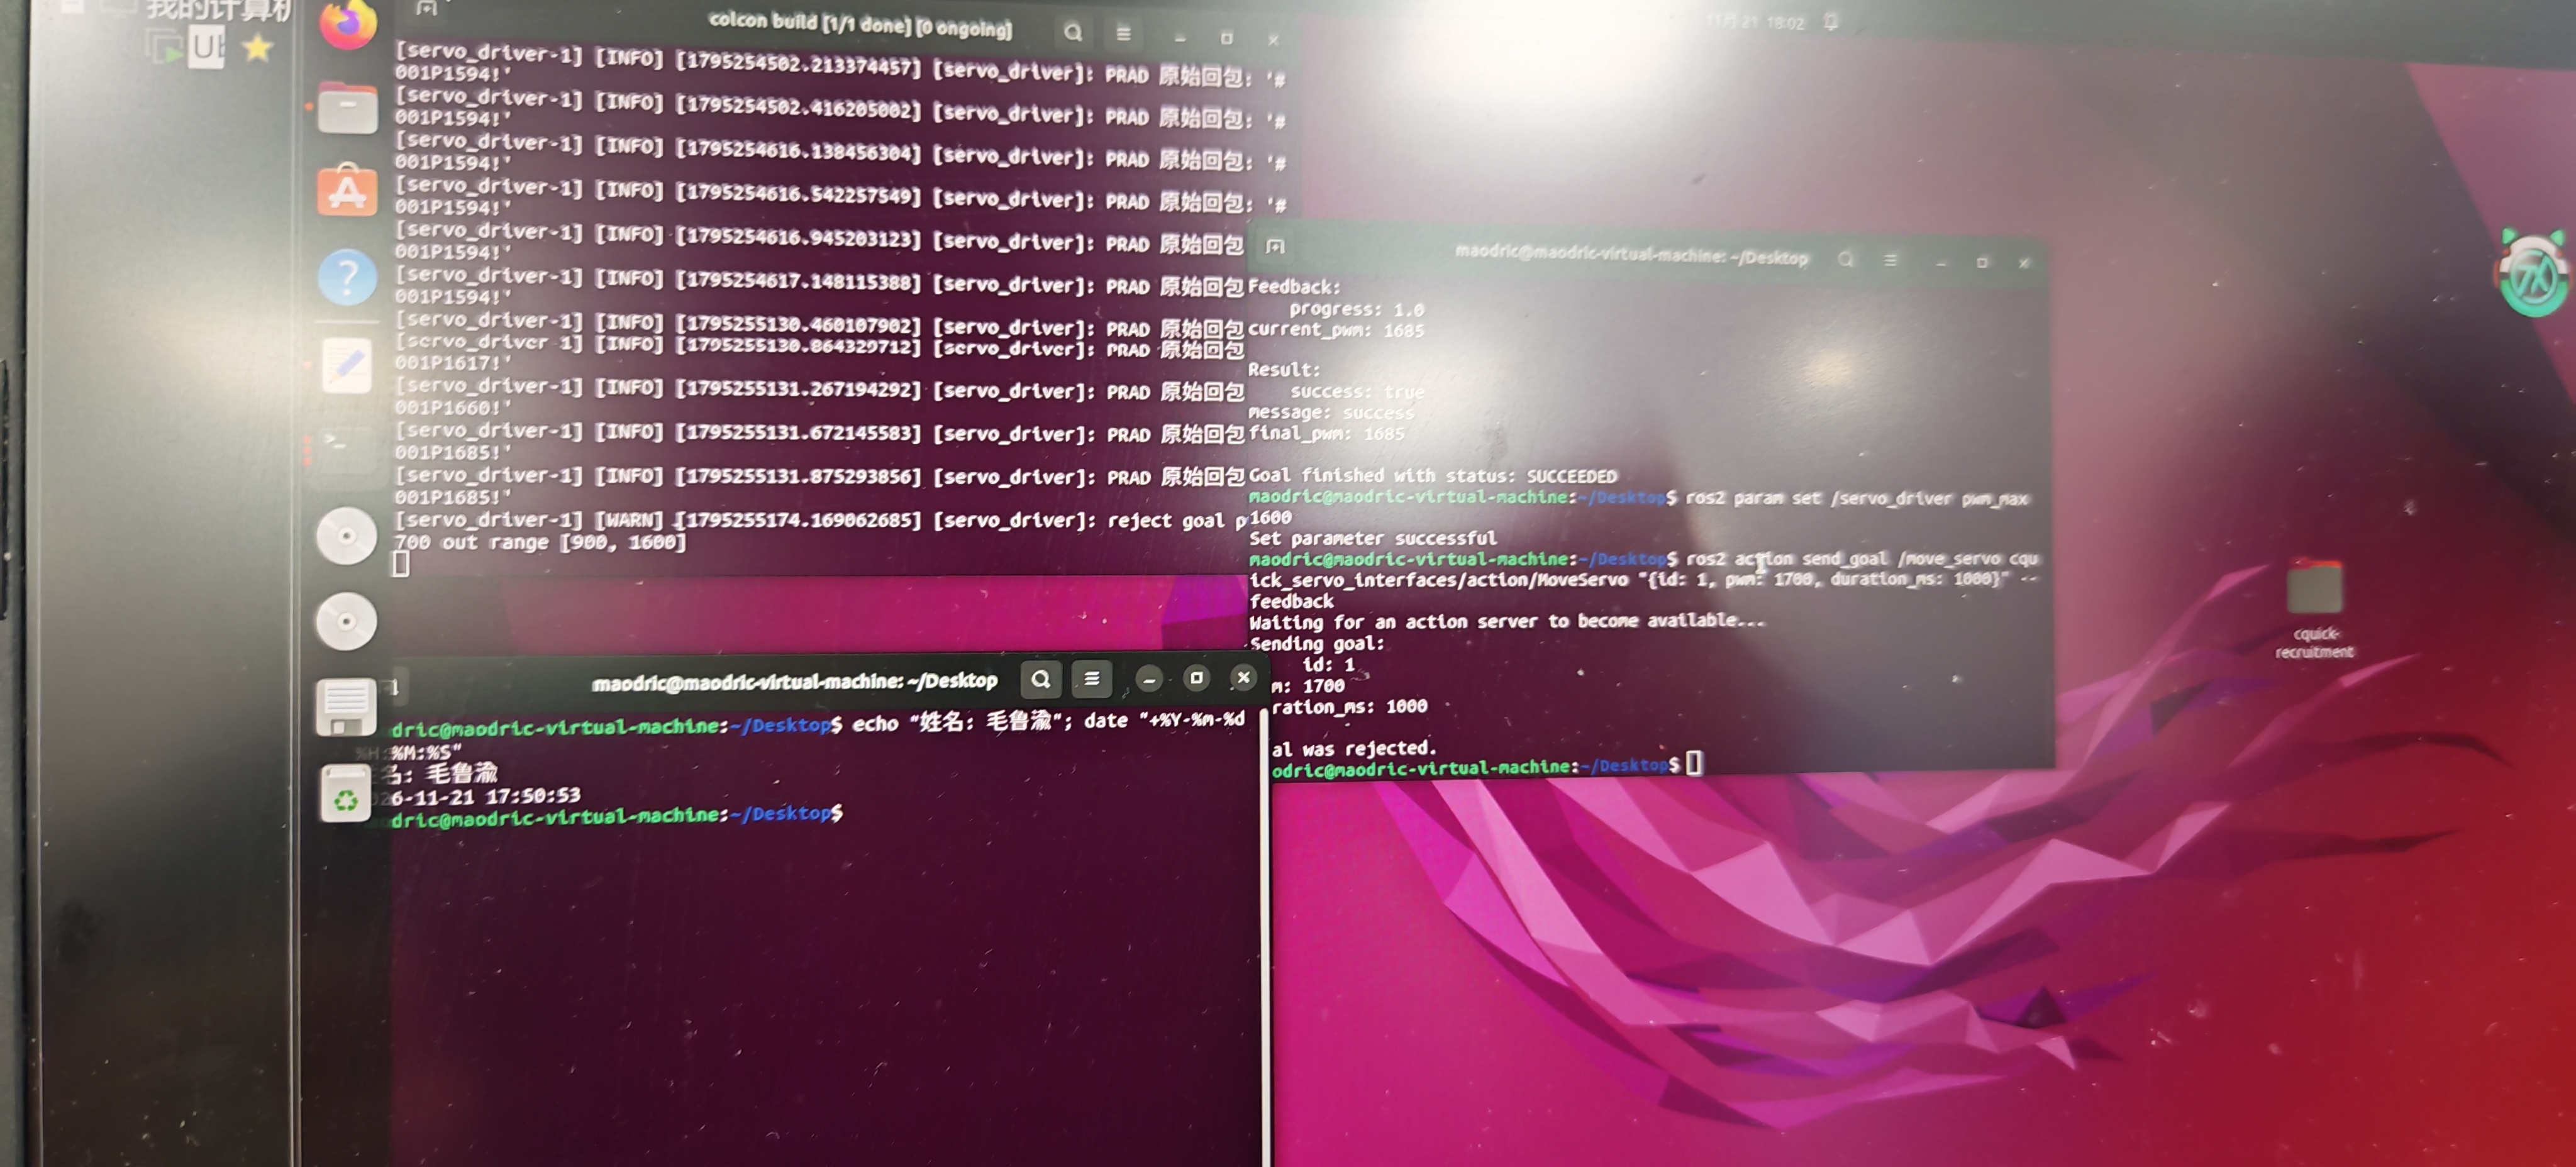 我的计算机
colcon build [1/1 done] [0 ongoing]
11月 21 18:02
[servo_driver-1] [INFO] [1795254502.213374457] [servo_driver]: PRAD 原始回包: '#
001P1594!'
[servo_driver-1] [INFO] [1795254502.416205002] [servo_driver]: PRAD 原始回包: '#
001P1594!'
[servo_driver-1] [INFO] [1795254616.138456304] [servo_driver]: PRAD 原始回包: '#
001P1594!'
[servo_driver-1] [INFO] [1795254616.542257549] [servo_driver]: PRAD 原始回包: '#
001P1594!'
[servo_driver-1] [INFO] [1795254616.945203123] [servo_driver]: PRAD 原始回包
001P1594!'
[servo_driver-1] [INFO] [1795254617.148115388] [servo_driver]: PRAD 原始回包
001P1594!'
[servo_driver-1] [INFO] [1795255130.460107902] [servo_driver]: PRAD 原始回包
[servo_driver-1] [INFO] [1795255130.864329712] [servo_driver]: PRAD 原始回包
001P1617!'
[servo_driver-1] [INFO] [1795255131.267194292] [servo_driver]: PRAD 原始回包
001P1660!'
[servo_driver-1] [INFO] [1795255131.672145583] [servo_driver]: PRAD 原始回包
001P1685!'
[servo_driver-1] [INFO] [1795255131.875293856] [servo_driver]: PRAD 原始回包
001P1685!'
[servo_driver-1] [WARN] [1795255174.169062685] [servo_driver]: reject goal p
700 out range [900, 1600]
maodric@maodric-virtual-machine: ~/Desktop
Feedback:
progress: 1.0
current_pwm: 1685
Result:
success: true
message: success
final_pwm: 1685
Goal finished with status: SUCCEEDED
maodric@maodric-virtual-machine:~/Desktop$ ros2 param set /servo_driver pwm_max
1600
Set parameter successful
maodric@maodric-virtual-machine:~/Desktop$ ros2 action send_goal /move_servo cqu
ick_servo_interfaces/action/MoveServo "{id: 1, pwm: 1700, duration_ms: 1000}" --
feedback
Waiting for an action server to become available...
Sending goal:
id: 1
m: 1700
ration_ms: 1000
al was rejected.
odric@maodric-virtual-machine:~/Desktop$
maodric@maodric-virtual-machine: ~/Desktop
dric@maodric-virtual-machine:~/Desktop$ echo "姓名: 毛鲁渝"; date "+%Y-%m-%d
%H:%M:%S"
名: 毛鲁渝
26-11-21 17:50:53
dric@maodric-virtual-machine:~/Desktop$
cquick-
recruitment